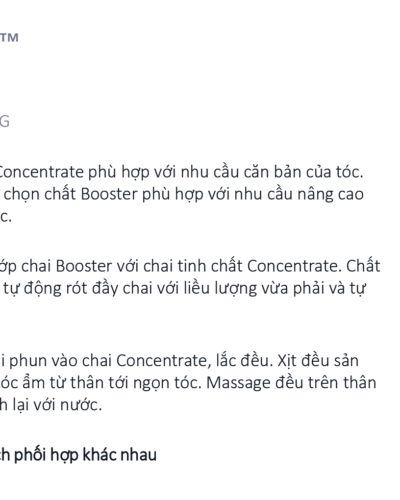 TM
G
Concentrate phù hợp với nhu cầu căn bản của tóc.
chọn chất Booster phù hợp với nhu cầu nâng cao
c.
ớp chai Booster với chai tinh chất Concentrate. Chất
tự động rót đầy chai với liều lượng vừa phải và tự
i phun vào chai Concentrate, lắc đều. Xịt đều sản
óc ẩm từ thân tới ngọn tóc. Massage đều trên thân
h lại với nước.
ch phối hợp khác nhau